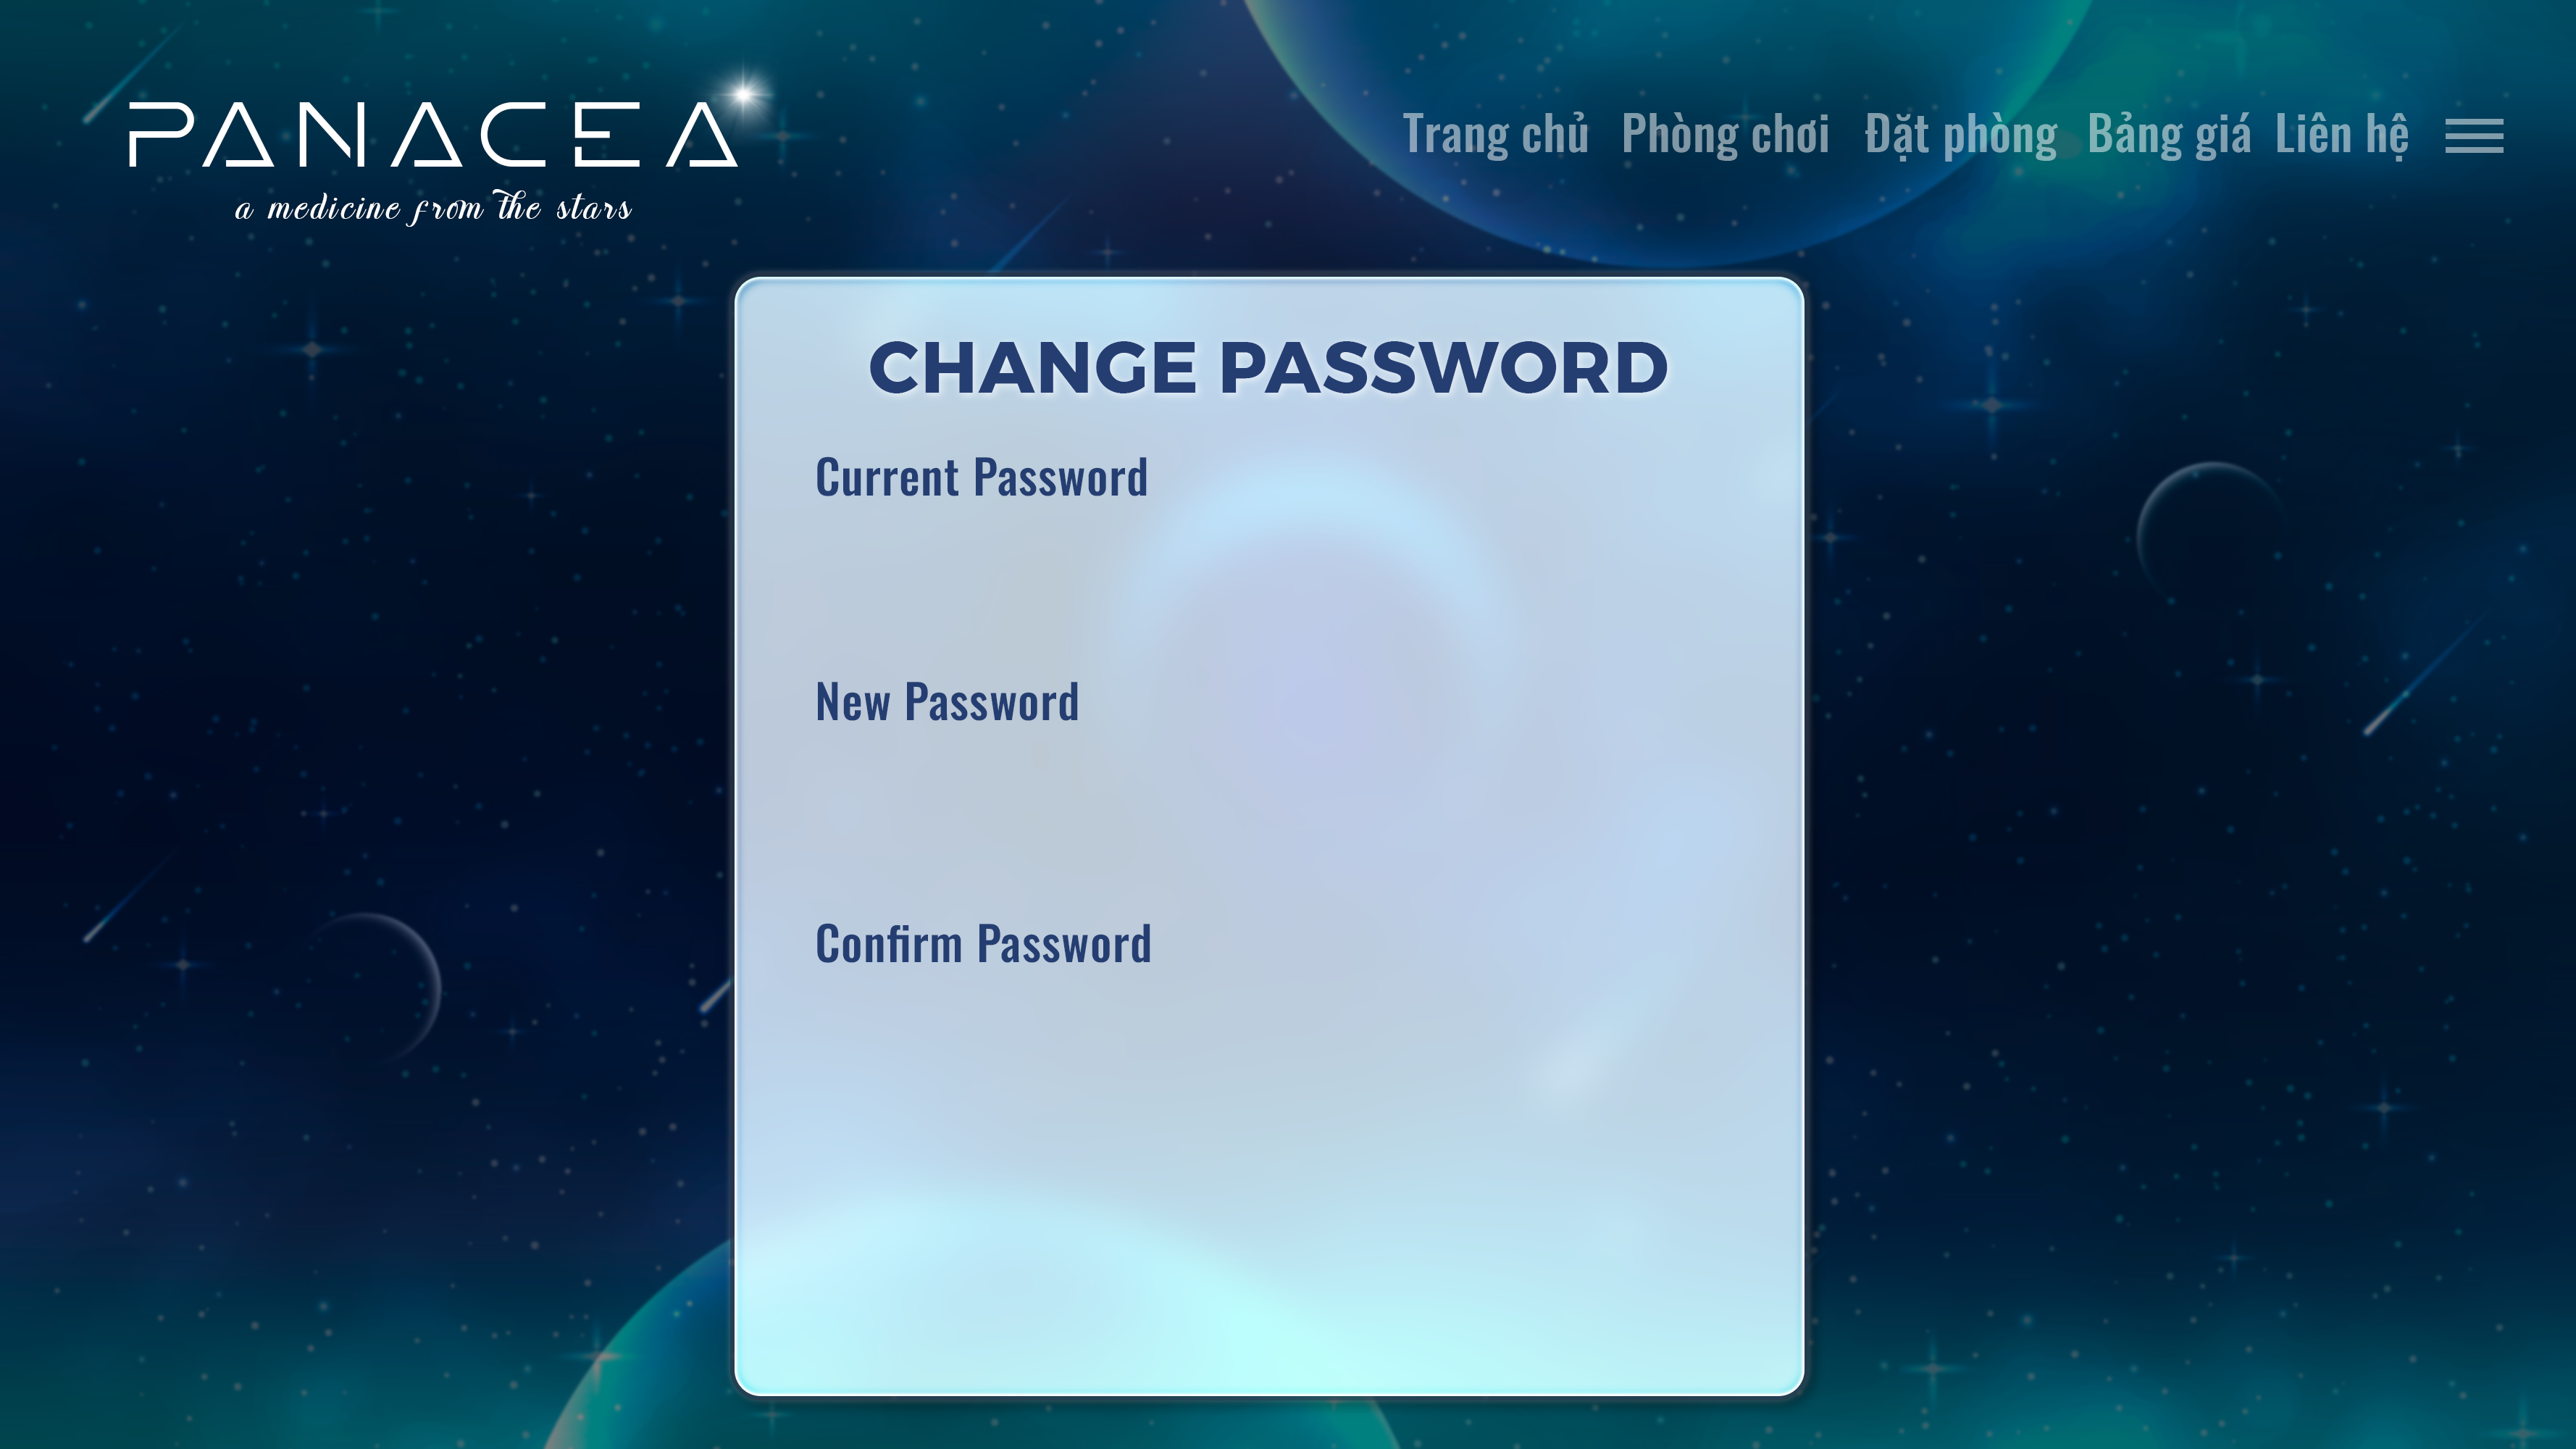 PANACEA
a medicine from the stars
Trang chủ Phòng chơi Đặt phòng Bảng giá Liên hệ
CHANGE PASSWORD
Current Password
New Password
Confirm Password